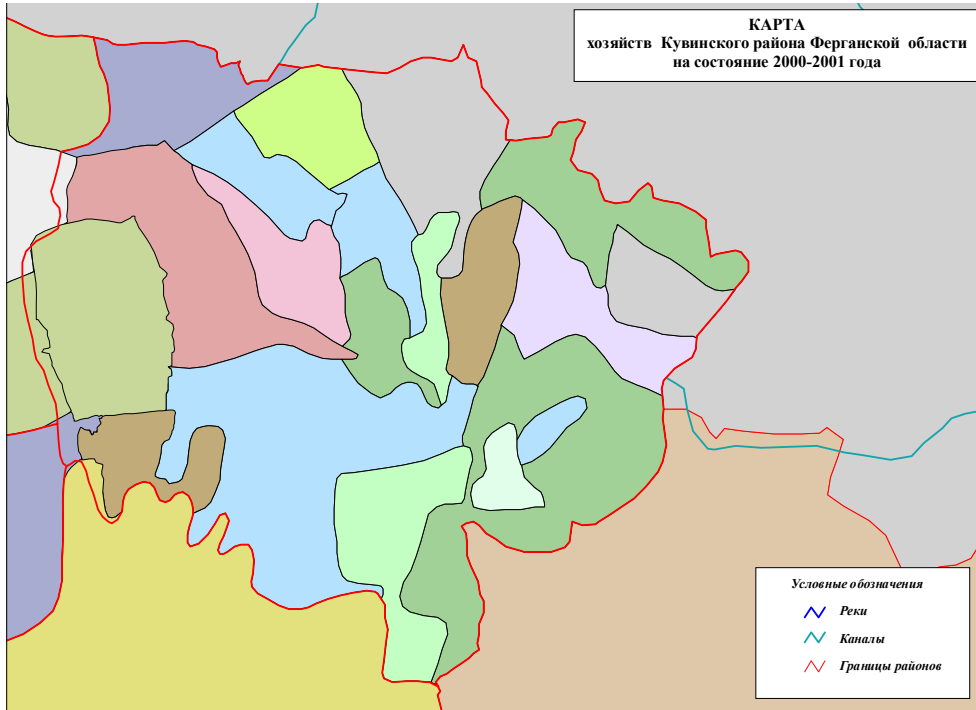 КАРТА
хозяйств Кувинского района Ферганской области
на состояние 2000-2001 года
Условные обозначения
Реки
Каналы
Границы районов